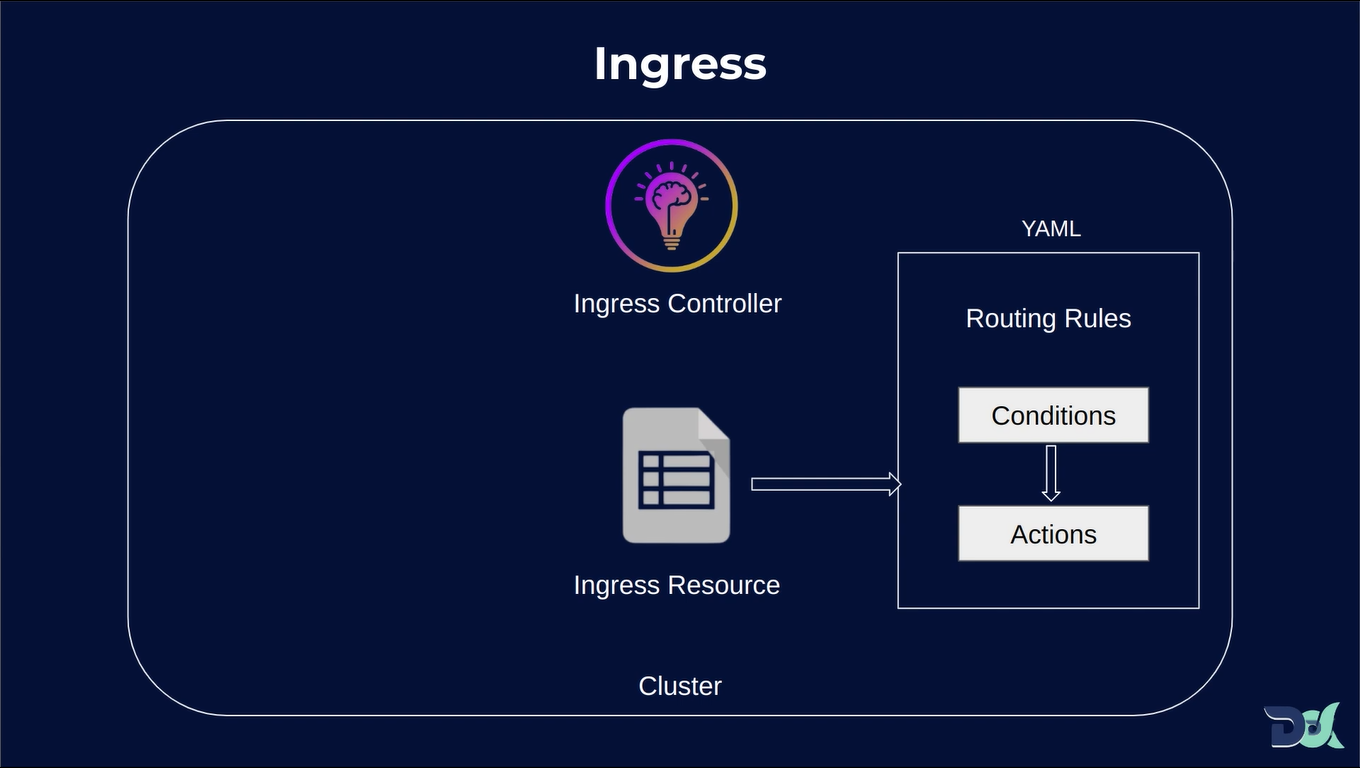 Ingress
Ingress Controller
YAML
Routing Rules
Conditions
Actions
Ingress Resource
Cluster